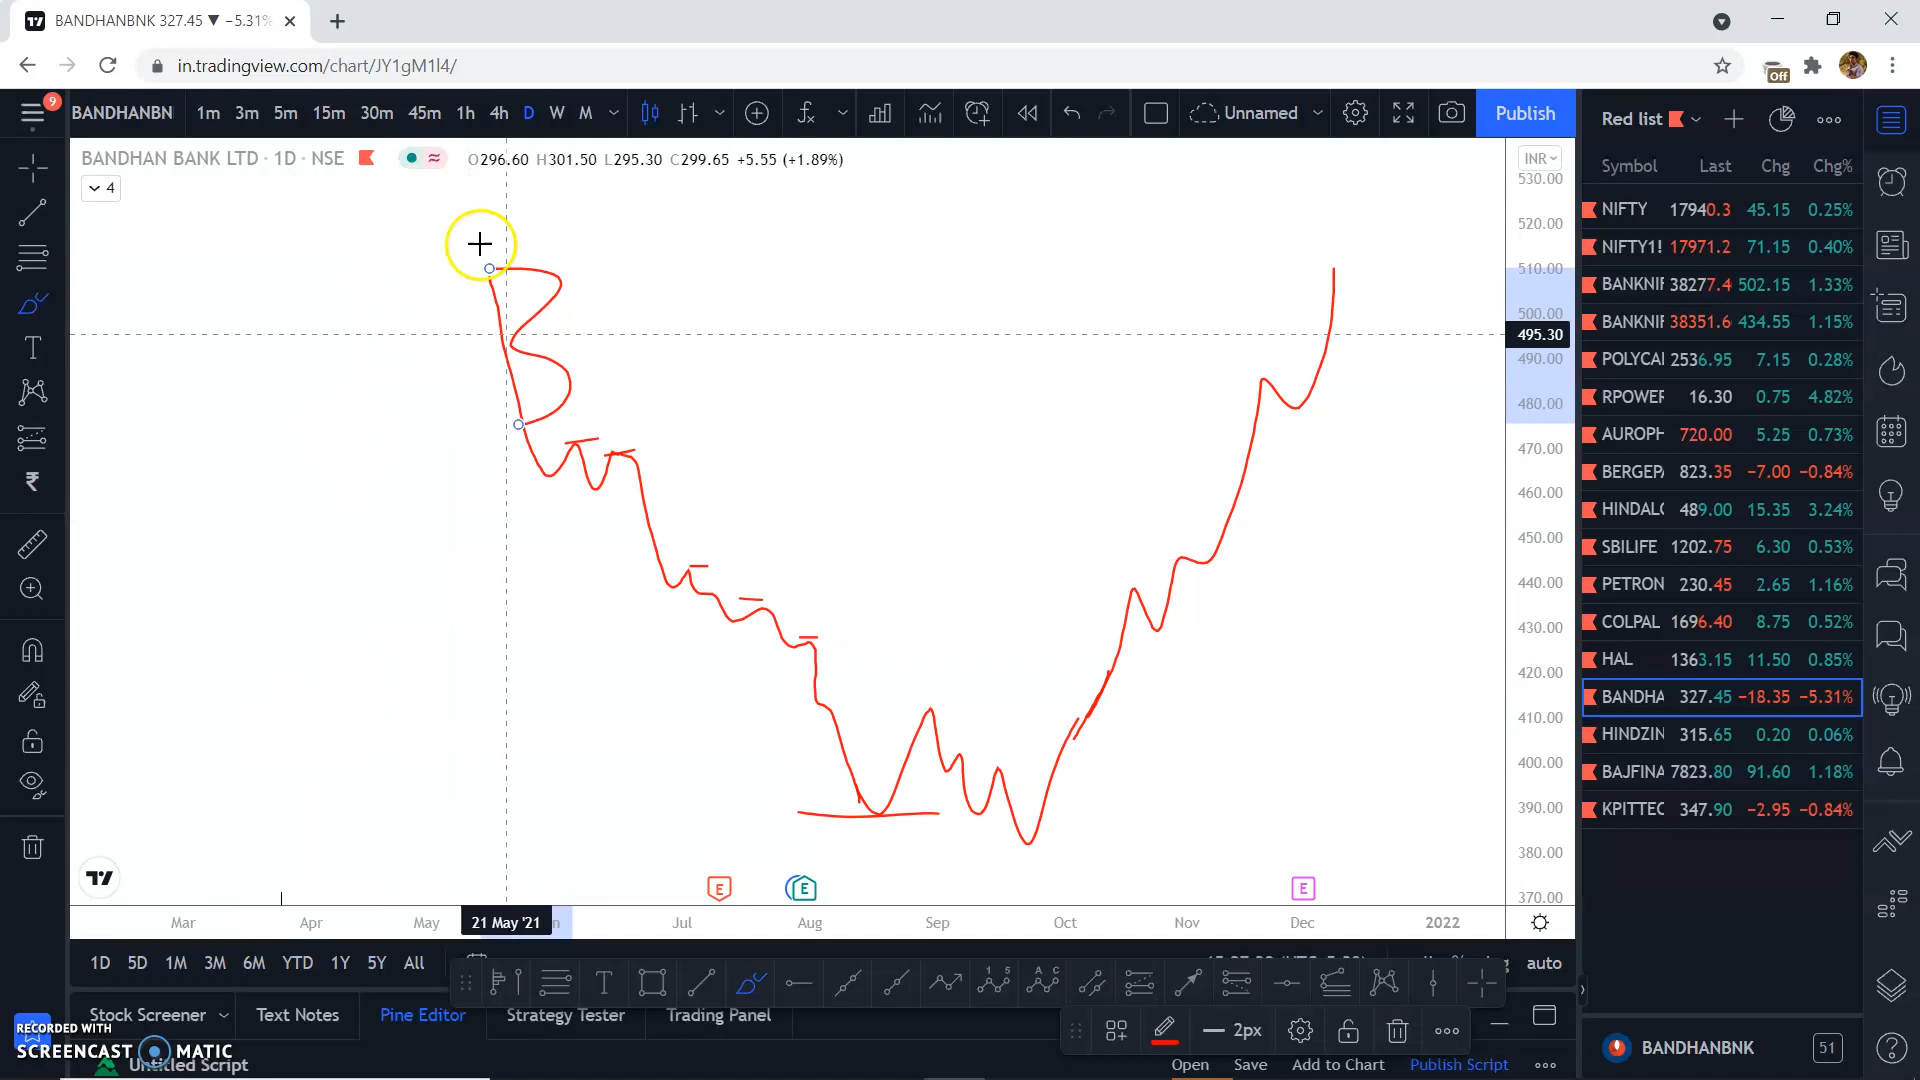 BANDHANBNK 327.45 ▼ −5.31%
in.tradingview.com/chart/JY1gM1l4/
Off
9
BANDHANBN
1m 3m 5m 15m 30m 45m 1h 4h D W M
Unnamed
Publish
Red list
BANDHAN BANK LTD · 1D · NSE
O296.60 H301.50 L295.30 C299.65 +5.55 (+1.89%)
4
INR
Symbol Last Chg Chg%
NIFTY 17940.3 45.15 0.25%
NIFTY1! 17971.2 71.15 0.40%
BANKNIF 38277.4 502.15 1.33%
BANKNIF 38351.6 434.55 1.15%
POLYCAI 2536.95 7.15 0.28%
RPOWER 16.30 0.75 4.82%
AUROPH 720.00 5.25 0.73%
BERGEPA 823.35 −7.00 −0.84%
HINDALC 489.00 15.35 3.24%
SBILIFE 1202.75 6.30 0.53%
PETRON 230.45 2.65 1.16%
COLPAL 1696.40 8.75 0.52%
HAL 1363.15 11.50 0.85%
BANDHA 327.45 −18.35 −5.31%
HINDZIN 315.65 0.20 0.06%
BAJFINA 7823.80 91.60 1.18%
KPITTEC 347.90 −2.95 −0.84%
530.00
520.00
510.00
500.00
495.30
490.00
480.00
470.00
460.00
450.00
440.00
430.00
420.00
410.00
400.00
390.00
380.00
370.00
E E E
Mar Apr May 21 May '21 Jul Aug Sep Oct Nov Dec 2022
1D 5D 1M 3M 6M YTD 1Y 5Y All
auto
Stock Screener Text Notes Pine Editor Strategy Tester Trading Panel
2px
RECORDED WITH
SCREENCAST MATIC
Untitled Script
Open Save Add to Chart Publish Script
BANDHANBNK 51